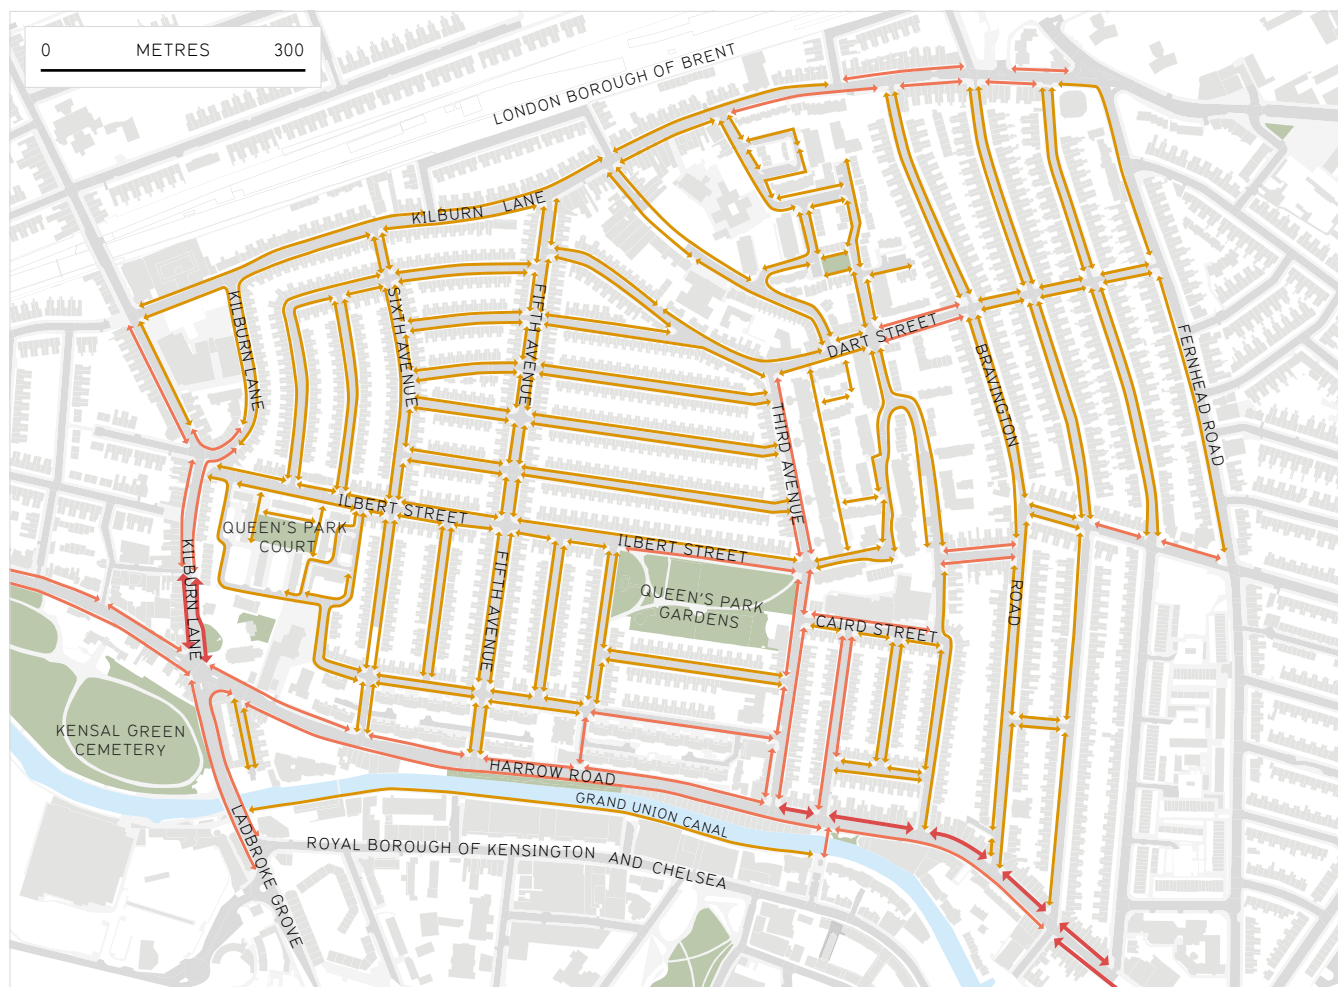 0 METRES 300
LONDON BOROUGH OF BRENT
KILBURN LANE
KILBURN LANE
SIXTH AVENUE
FIFTH AVENUE
DART STREET
BRAVINGTON
FERNHEAD ROAD
THIRD AVENUE
ILBERT STREET
QUEEN'S PARK
COURT
ILBERT STREET
KILBURN LANE
FIFTH AVENUE
QUEEN'S PARK
GARDENS
ROAD
CAIRD STREET
KENSAL GREEN
CEMETERY
HARROW ROAD
GRAND UNION CANAL
LADBROKE GROVE
ROYAL BOROUGH OF KENSINGTON AND CHELSEA